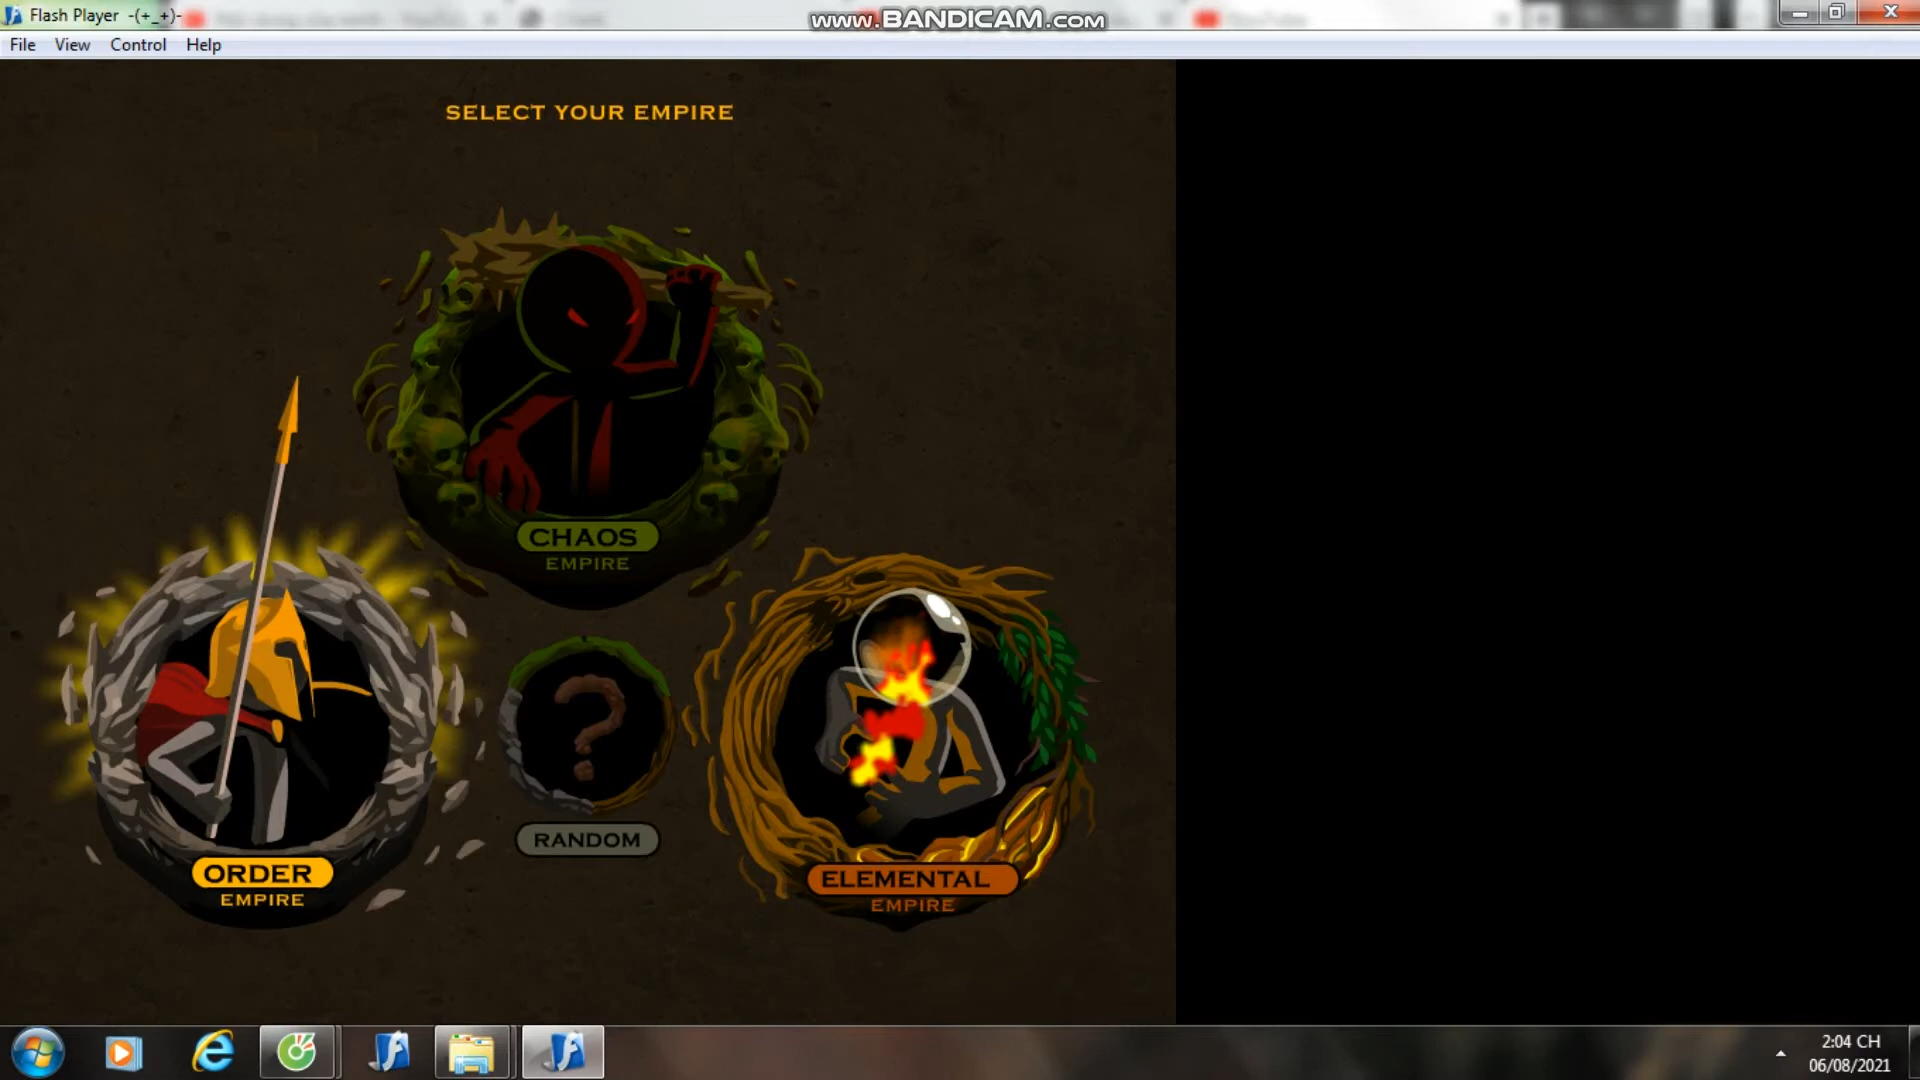 Flash Player -(+_+)-
www.BANDICAM.com
File View Control Help
SELECT YOUR EMPIRE
CHAOS
EMPIRE
ORDER
EMPIRE
RANDOM
ELEMENTAL
EMPIRE
2:04 CH
06/08/2021